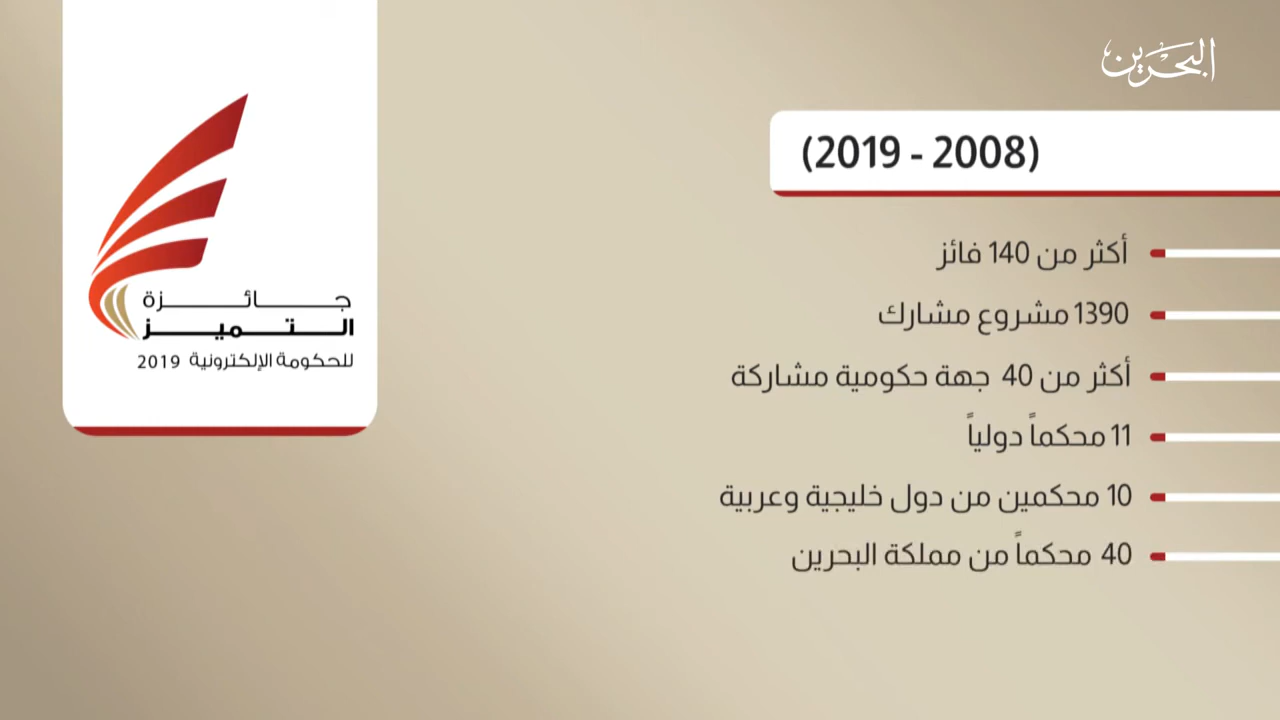 البحرين
(2008 - 2019)
أكثر من 140 فائز
1390 مشروع مشارك
أكثر من 40 جهة حكومية مشاركة
11 محكماً دولياً
10 محكمين من دول خليجية وعربية
40 محكماً من مملكة البحرين
جائزة
التميز
للحكومة الإلكترونية 2019